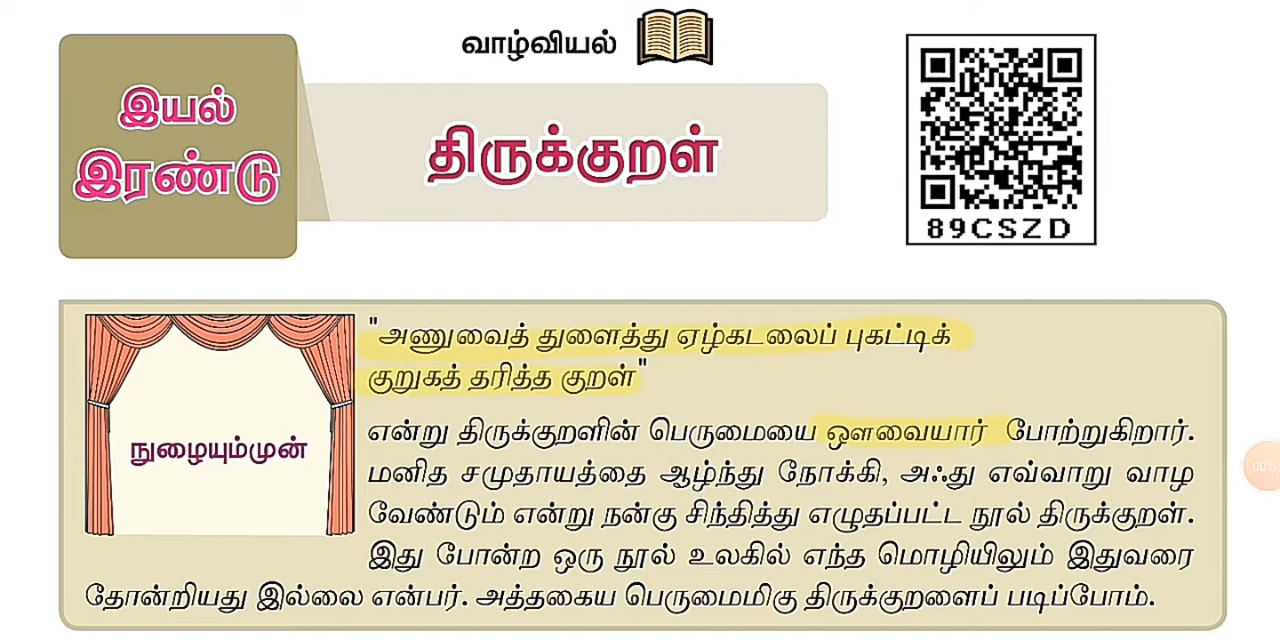 வாழ்வியல்
இயல்
இரண்டு
திருக்குறள்
89CSZD
"அணுவைத் துளைத்து ஏழ்கடலைப் புகட்டிக்
குறுகத் தரித்த குறள்"
என்று திருக்குறளின் பெருமையை ஔவையார் போற்றுகிறார்.
மனித சமுதாயத்தை ஆழ்ந்து நோக்கி, அஃது எவ்வாறு வாழ
நுழையும்முன்
வேண்டும் என்று நன்கு சிந்தித்து எழுதப்பட்ட நூல் திருக்குறள்.
இது போன்ற ஒரு நூல் உலகில் எந்த மொழியிலும் இதுவரை
தோன்றியது இல்லை என்பர். அத்தகைய பெருமைமிகு திருக்குறளைப் படிப்போம்.